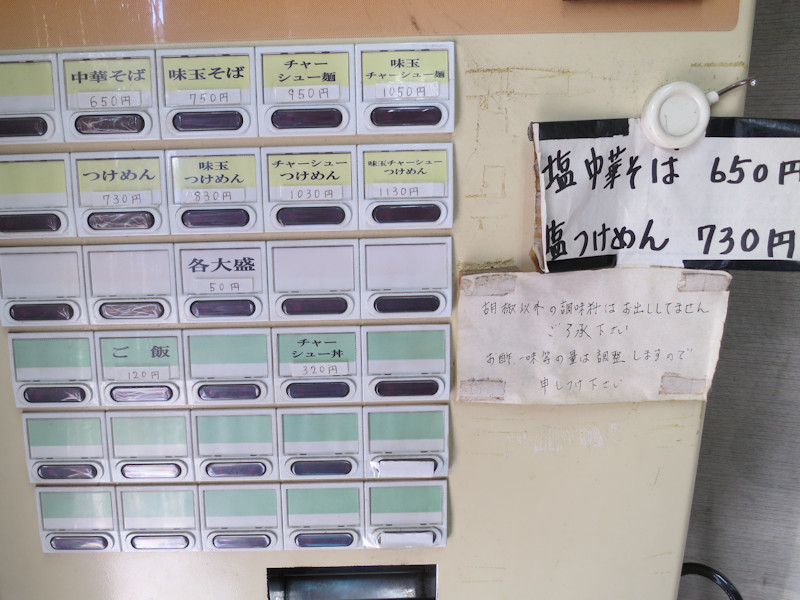 中華そば
650円
味玉そば
750円
チャー
シュー麺
950円
味玉
チャーシュー麺
1050円
つけめん
730円
味玉
つけめん
830円
チャーシュー
つけめん
1030円
味玉チャーシュー
つけめん
1130円
各大盛
50円
ご飯
120円
チャー
シュー丼
320円
塩中華そば 650円
塩つけめん 730円
胡椒以外の調味料はお出ししてません
ご了承下さい
お酢一味等の量は調整しますので
申しつけ下さい